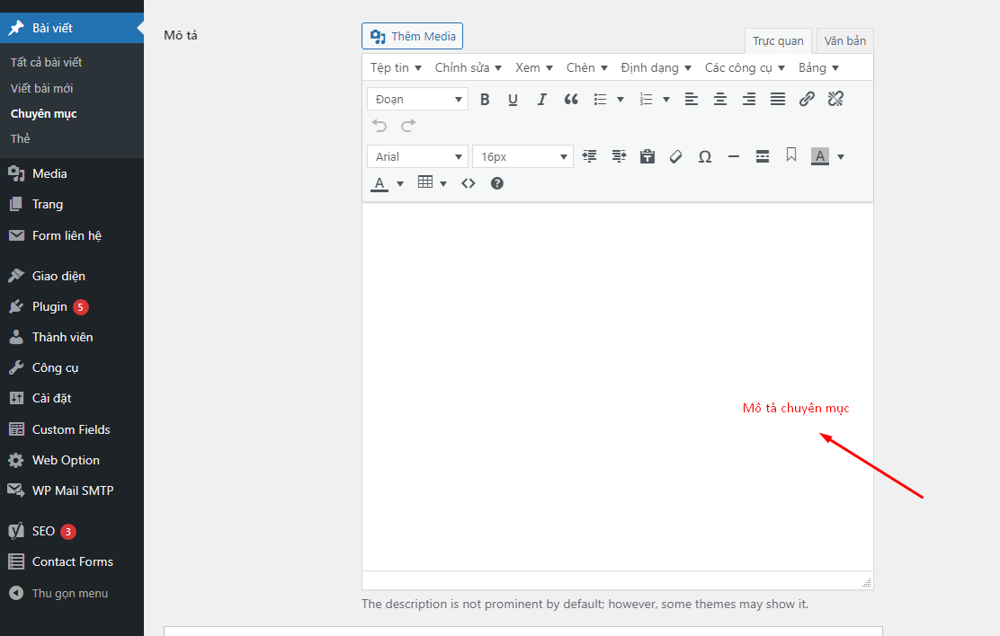 Bài viết
Tất cả bài viết
Viết bài mới
Chuyên mục
Thẻ
Media
Trang
Form liên hệ
Giao diện
Plugin 5
Thành viên
Công cụ
Cài đặt
Custom Fields
Web Option
WP Mail SMTP
SEO 3
Contact Forms
Thu gọn menu
Mô tả
Thêm Media
Trực quan Văn bản
Tệp tin Chỉnh sửa Xem Chèn Định dạng Các công cụ Bảng
Đoạn
Arial 16px
Mô tả chuyên mục
The description is not prominent by default; however, some themes may show it.